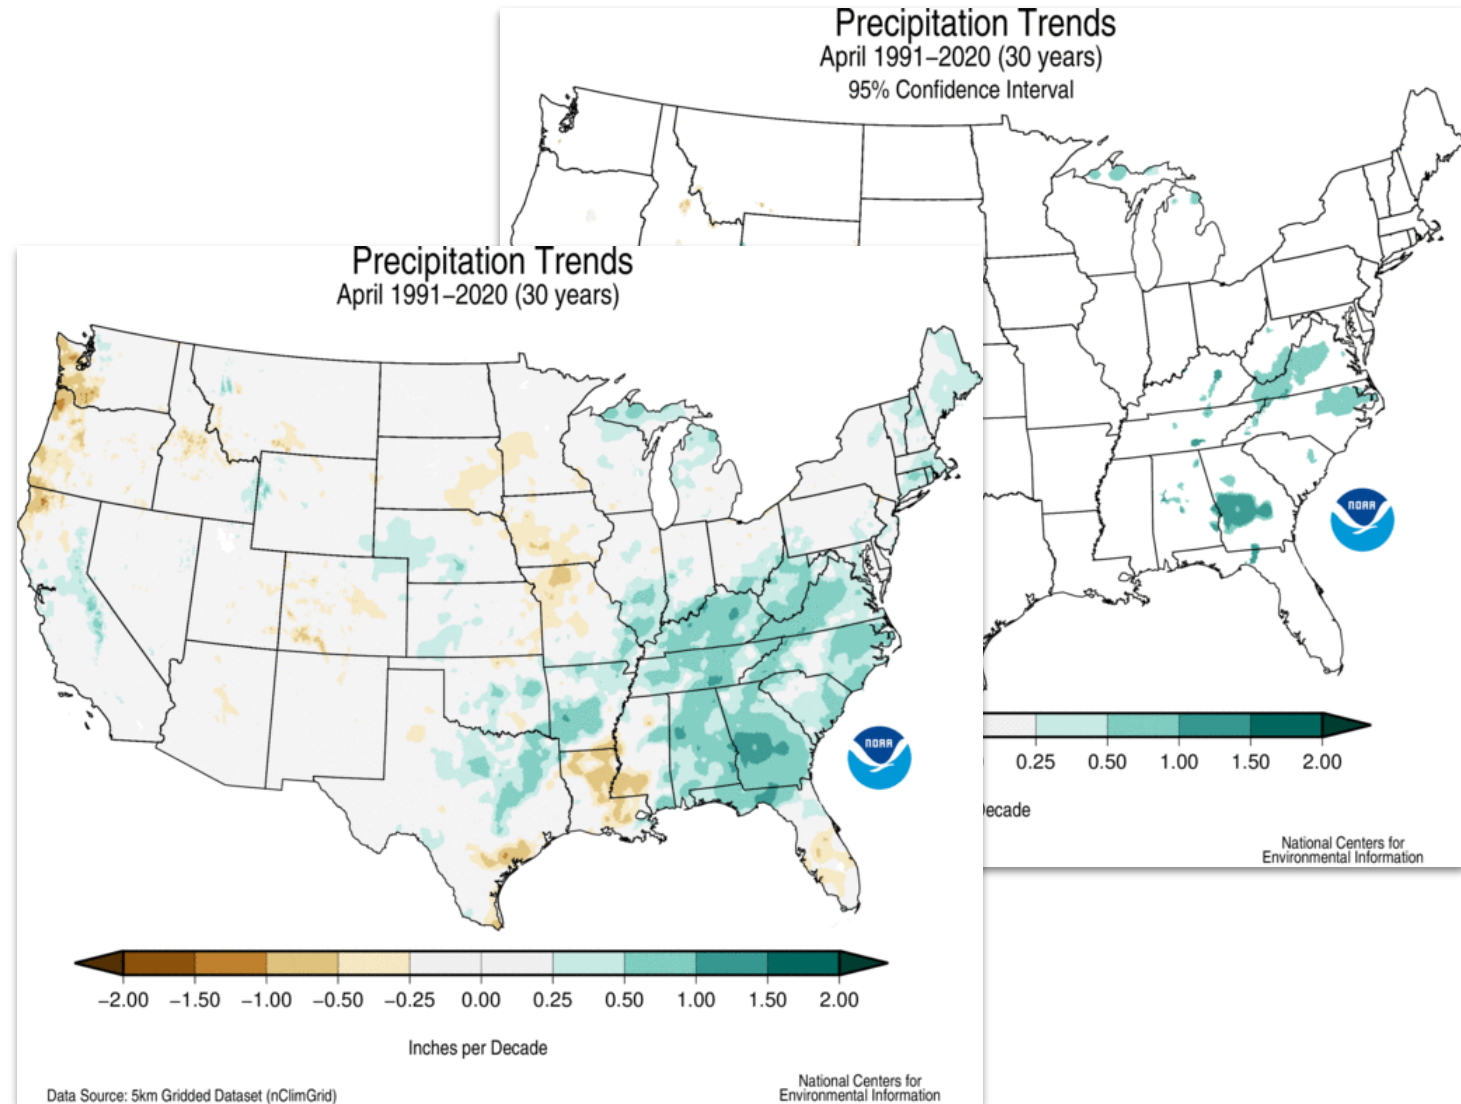 Precipitation Trends
April 1991–2020 (30 years)
95% Confidence Interval
NOAA
0.25 0.50 1.00 1.50 2.00
National Centers for
Environmental Information
Precipitation Trends
April 1991–2020 (30 years)
NOAA
−2.00 −1.50 −1.00 −0.50 −0.25 0.00 0.25 0.50 1.00 1.50 2.00
Inches per Decade
Data Source: 5km Gridded Dataset (nClimGrid)
National Centers for
Environmental Information